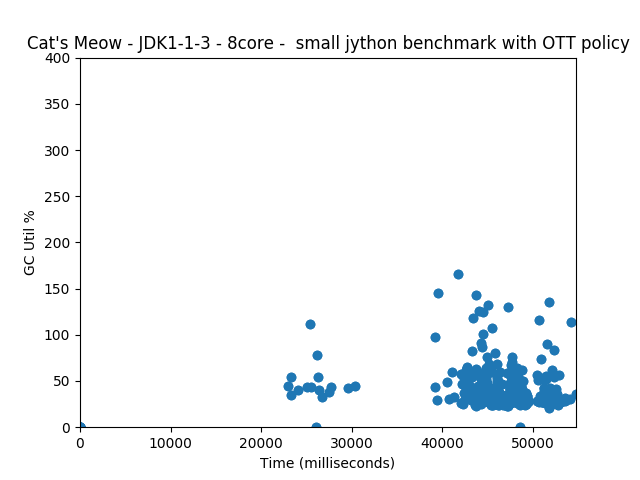 Cat's Meow - JDK1-1-3 - 8core -  small jython benchmark with OTT policy
400
350
300
250
200
150
100
50
0
GC Util %
0 10000 20000 30000 40000 50000
Time (milliseconds)